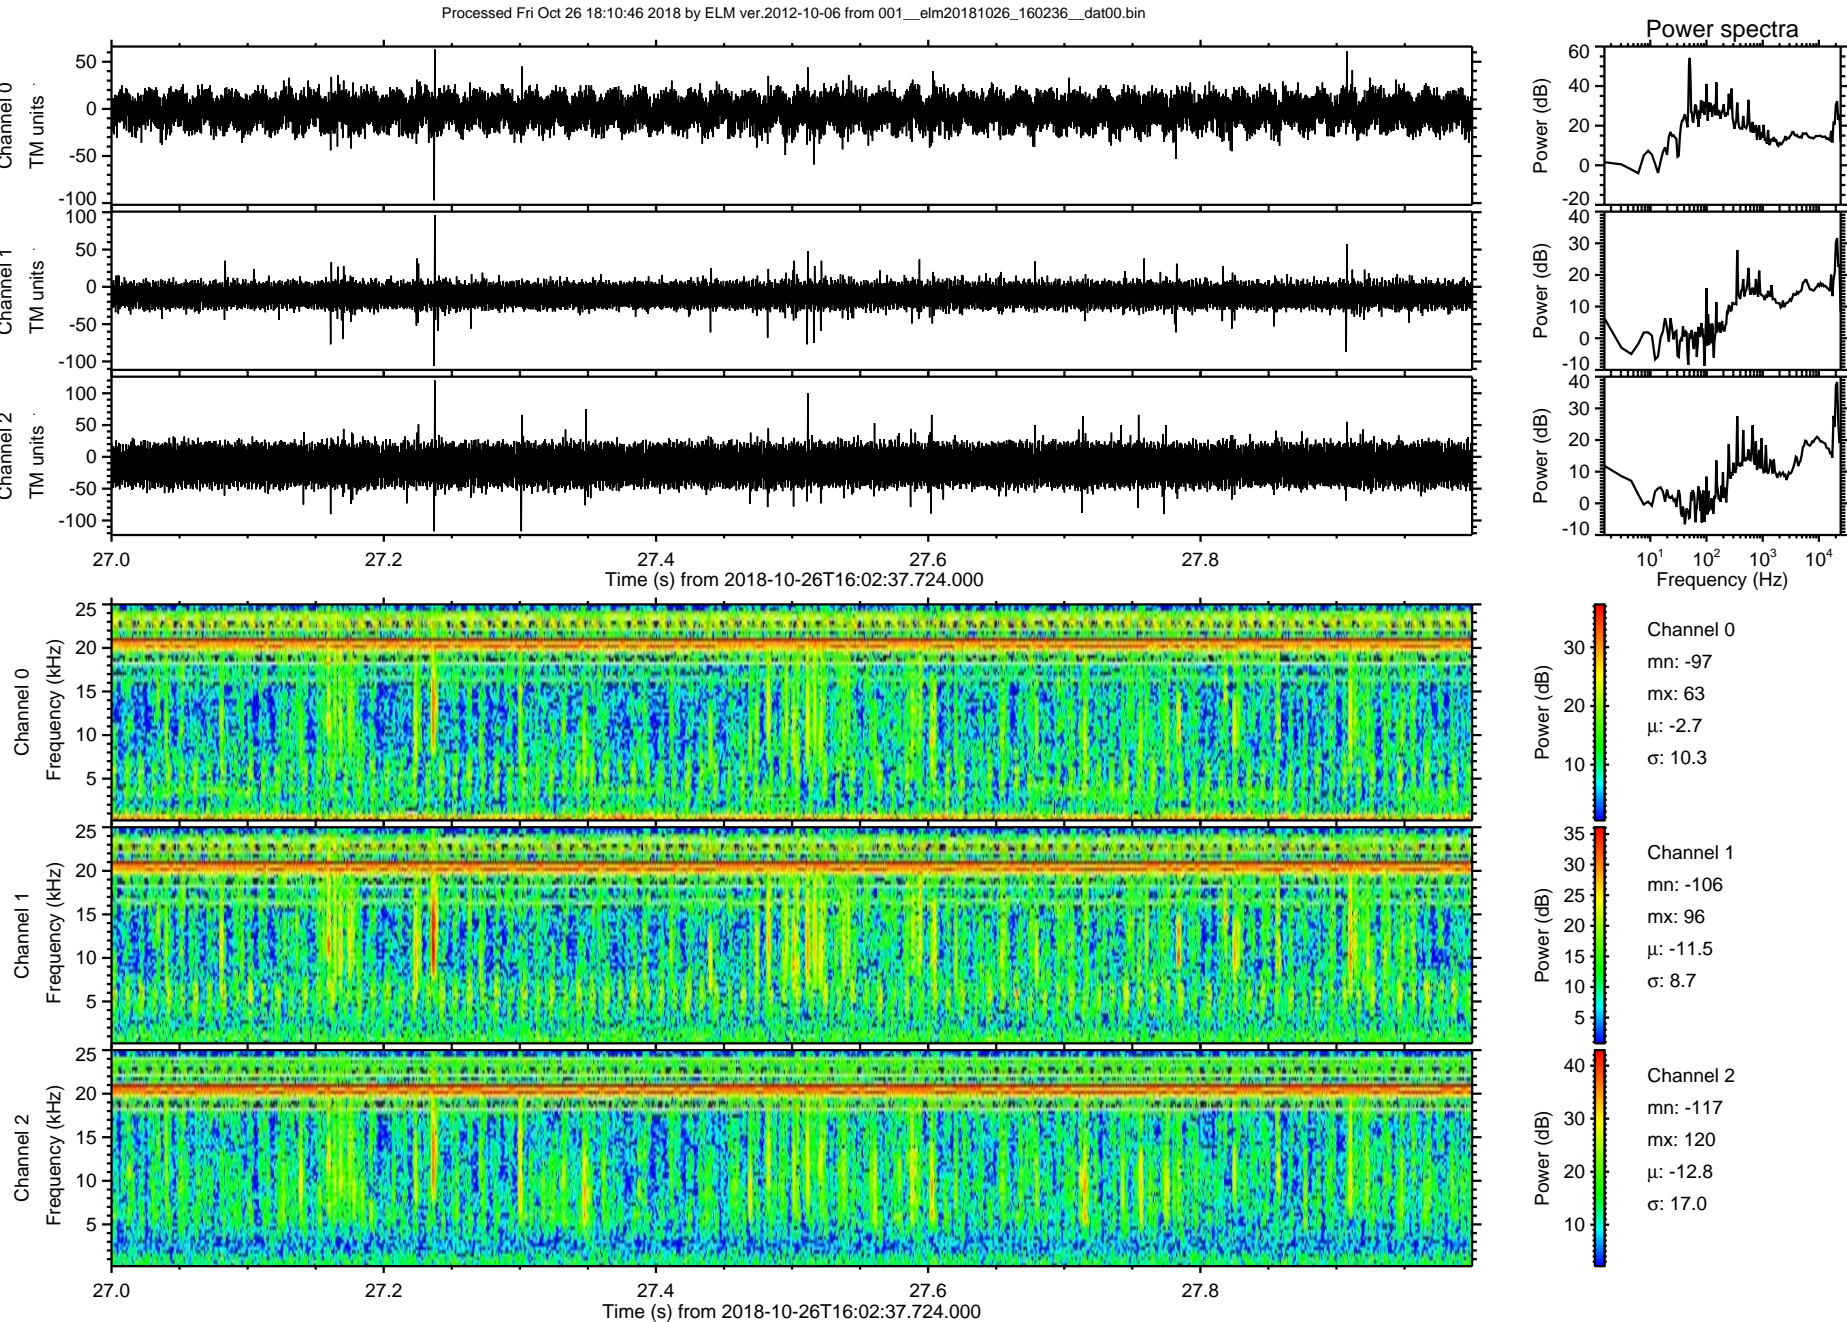 Processed Fri Oct 26 18:10:46 2018 by ELM ver.2012-10-06 from 001__elm20181026_160236__dat00.bin
Power spectra
Channel 0
TM units
50
0
-50
-100
Power (dB)
60
40
20
0
-20
Channel 1
TM units
100
50
0
-50
-100
Power (dB)
40
30
20
10
0
-10
Channel 2
TM units
100
50
0
-50
-100
Power (dB)
40
30
20
10
0
-10
27.0 27.2 27.4 27.6 27.8
Time (s) from 2018-10-26T16:02:37.724.000
10^1 10^2 10^3 10^4
Frequency (Hz)
Channel 0
Frequency (kHz)
25
20
15
10
5
Power (dB)
30
20
10
Channel 0
mn: -97
mx: 63
μ: -2.7
σ: 10.3
Channel 1
Frequency (kHz)
25
20
15
10
5
Power (dB)
35
30
25
20
15
10
5
Channel 1
mn: -106
mx: 96
μ: -11.5
σ: 8.7
Channel 2
Frequency (kHz)
25
20
15
10
5
Power (dB)
40
30
20
10
Channel 2
mn: -117
mx: 120
μ: -12.8
σ: 17.0
27.0 27.2 27.4 27.6 27.8
Time (s) from 2018-10-26T16:02:37.724.000